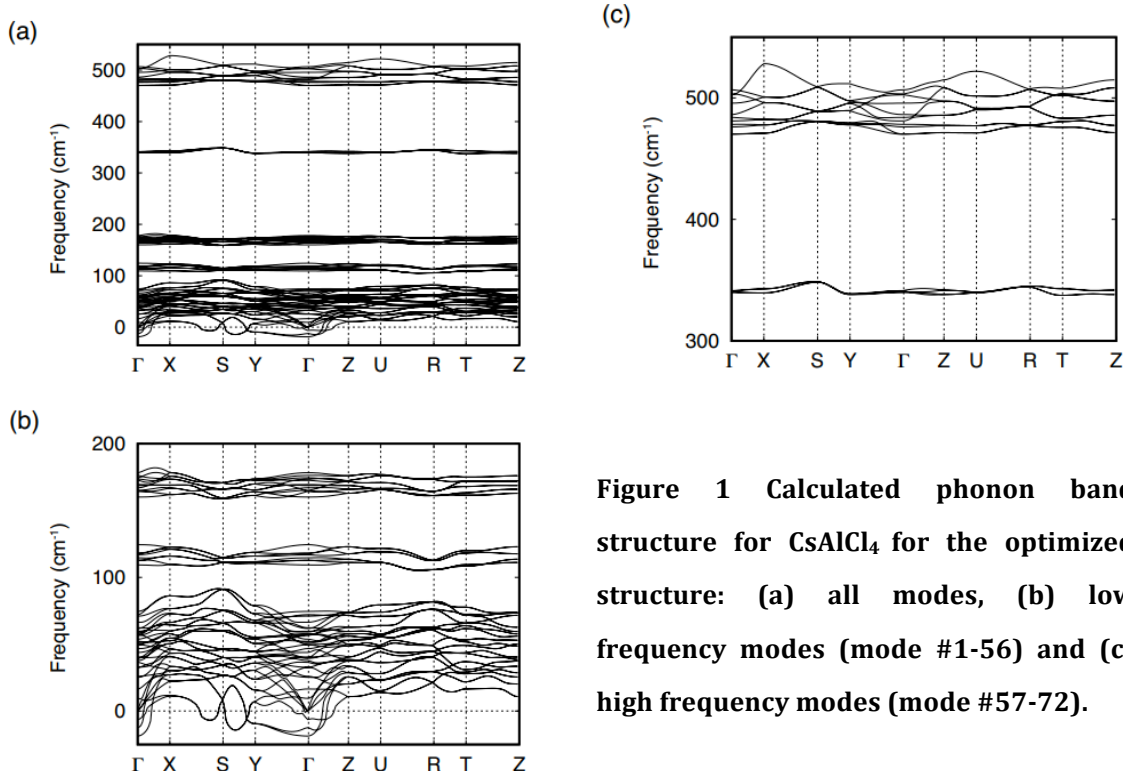 (a)
Frequency (cm⁻¹)
500
400
300
200
100
0
Γ X S Y Γ Z U R T Z
(b)
Frequency (cm⁻¹)
200
100
0
Γ X S Y Γ Z U R T Z
(c)
Frequency (cm⁻¹)
500
400
300
Γ X S Y Γ Z U R T Z
Figure 1 Calculated phonon band
structure for CsAlCl₄ for the optimized
structure: (a) all modes, (b) low
frequency modes (mode #1-56) and (c
high frequency modes (mode #57-72).